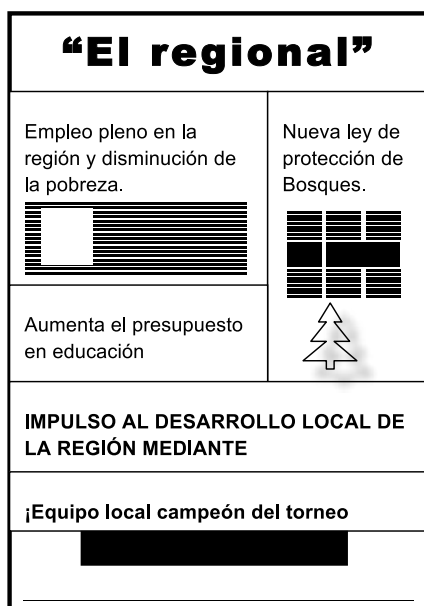 “El regional”
Empleo pleno en la
región y disminución de
la pobreza.
Nueva ley de
protección de
Bosques.
Aumenta el presupuesto
en educación
IMPULSO AL DESARROLLO LOCAL DE
LA REGIÓN MEDIANTE
¡Equipo local campeón del torneo